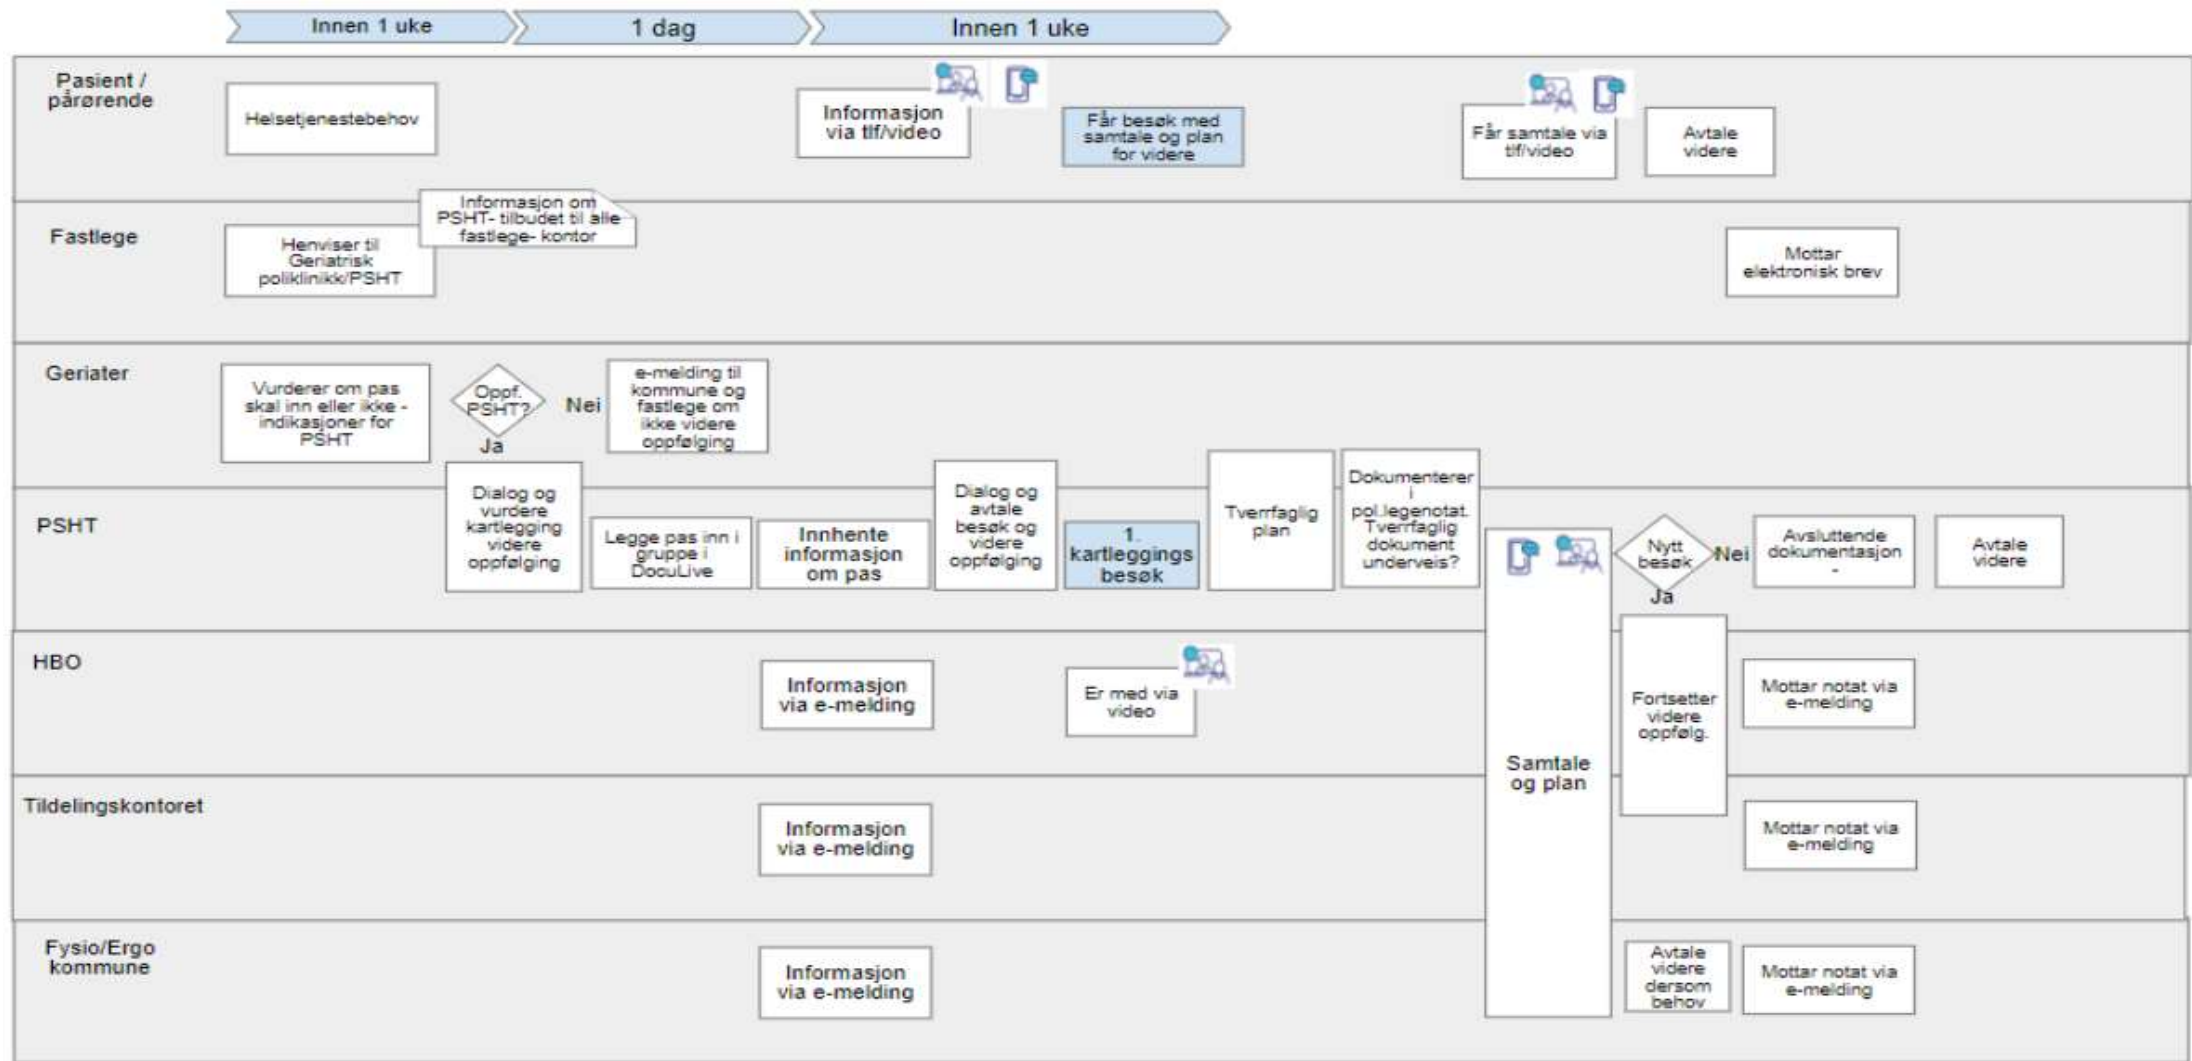 Innen 1 uke
1 dag
Innen 1 uke
Pasient /
pårørende
Helsetjenestebehov
Informasjon
via tlf/video
Får besøk med
samtale og plan
for videre
Får samtale via
tlf/video
Avtale
videre
Fastlege
Informasjon om
PSHT- tilbudet til alle
fastlege- kontor
Henviser til
Geriatrisk
poliklinikk/PSHT
Mottar
elektronisk brev
Geriater
Vurderer om pas
skal inn eller ikke -
indikasjoner for
PSHT
Oppf.
PSHT?
Nei
Ja
e-melding til
kommune og
fastlege om
ikke videre
oppfølging
PSHT
Dialog og
vurdere
kartlegging
videre
oppfølging
Legge pas inn i
gruppe i
DocuLive
Innhente
informasjon
om pas
Dialog og
avtale
besøk og
videre
oppfølging
1.
kartleggings
besøk
Tverrfaglig
plan
Dokumenterer
i
pol.legenotat.
Tverrfaglig
dokument
underveis?
Nytt
besøk
Nei
Ja
Avsluttende
dokumentasjon
-
Avtale
videre
HBO
Informasjon
via e-melding
Er med via
video
Samtale
og plan
Fortsetter
videre
oppfølg.
Mottar notat via
e-melding
Tildelingskontoret
Informasjon
via e-melding
Mottar notat via
e-melding
Fysio/Ergo
kommune
Informasjon
via e-melding
Avtale
videre
dersom
behov
Mottar notat via
e-melding